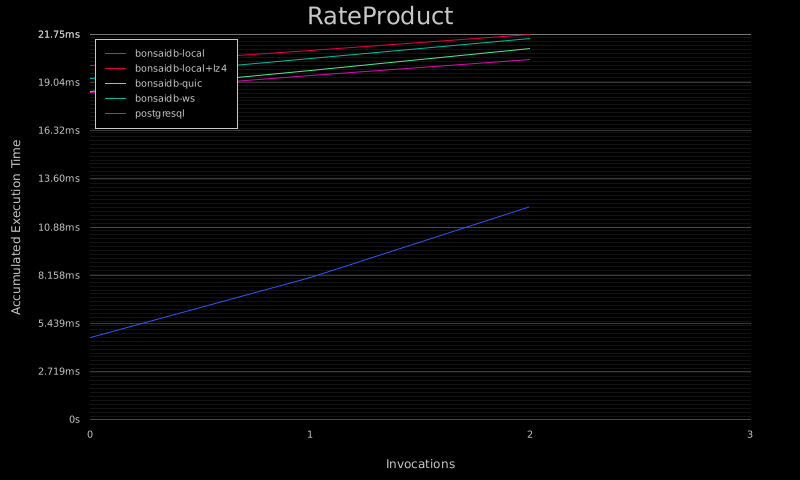 RateProduct
21.75ms
19.04ms
16.32ms
13.60ms
10.88ms
8.158ms
5.439ms
2.719ms
0s
Accumulated Execution Time
bonsaidb-local
bonsaidb-local+lz4
bonsaidb-quic
bonsaidb-ws
postgresql
0
1
2
3
Invocations